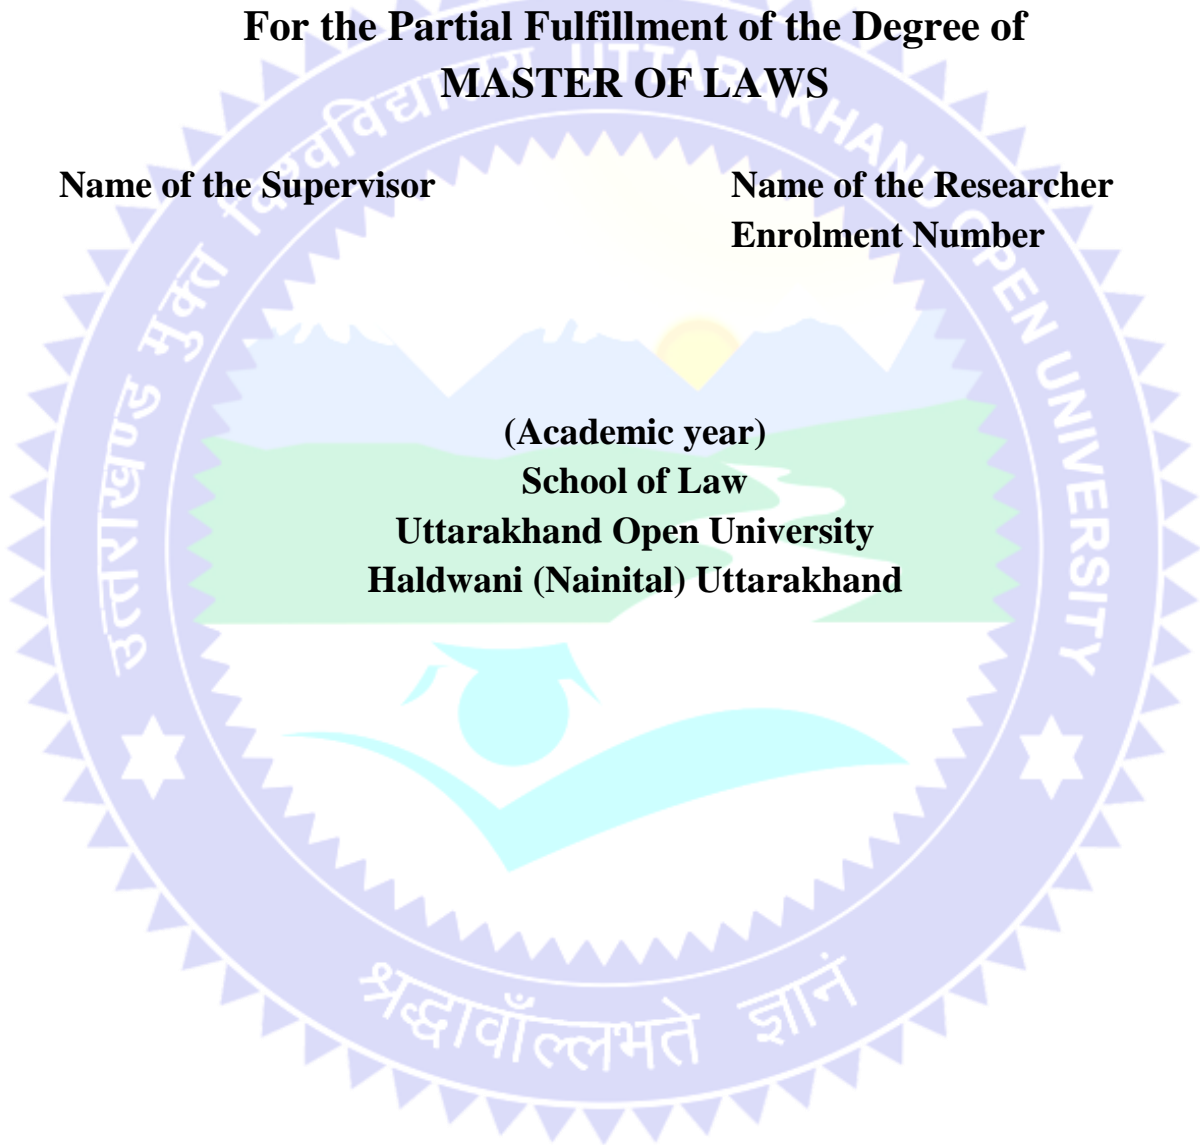 For the Partial Fulfillment of the Degree of
MASTER OF LAWS
Name of the Supervisor
Name of the Researcher
Enrolment Number
(Academic year)
School of Law
Uttarakhand Open University
Haldwani (Nainital) Uttarakhand
उत्तराखण्ड मुक्त विश्वविद्यालय
UTTARAKHAND OPEN UNIVERSITY
श्रद्धावाँल्लभते ज्ञानं